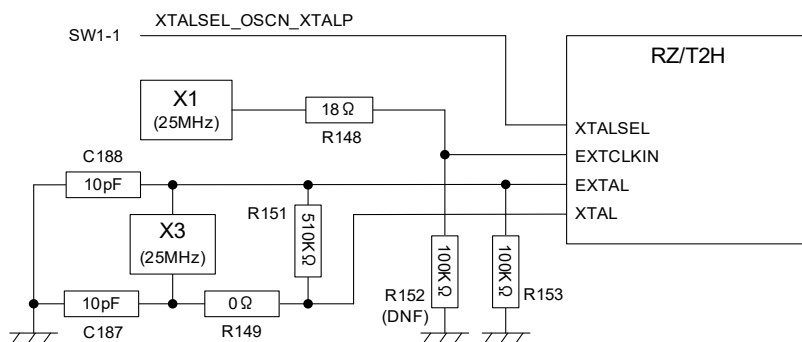 XTALSEL_OSCN_XTALP
SW1-1
RZ/T2H
X1
(25MHz)
18Ω
R148
XTALSEL
EXTCLKIN
EXTAL
XTAL
C188
10pF
X3
(25MHz)
R151
510KΩ
10pF
C187
0Ω
R149
100KΩ
R152
(DNF)
100KΩ
R153